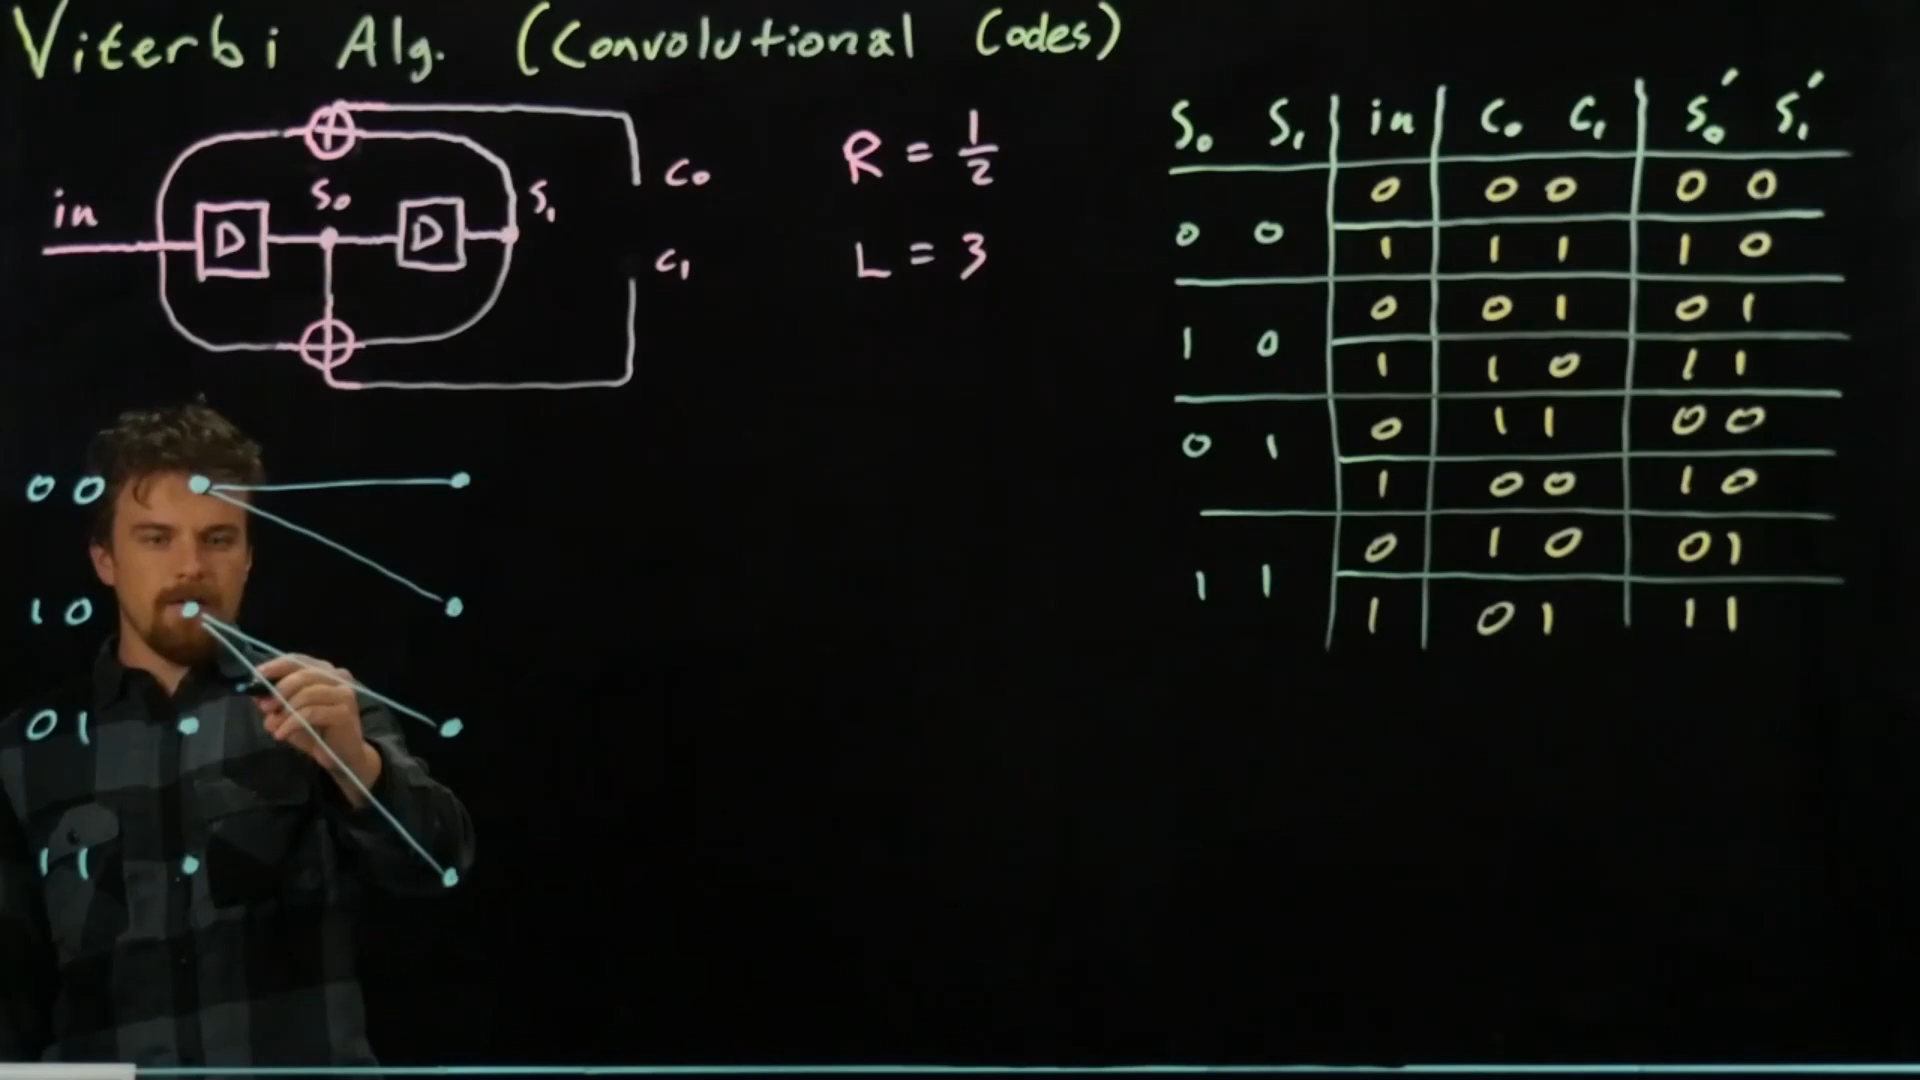 Viterbi Alg. (Convolutional Codes)
in
D
S₀
D
S₁
C₀
C₁
R = 1/2
L = 3
S₀ S₁ in C₀ C₁ S₀' S₁'
0 0 0 0 0 0 0
1 1 1 1 0
1 0 0 0 1 0 1
1 1 0 1 1
0 1 0 1 1 0 0
1 0 0 1 0
1 1 0 1 0 0 1
1 0 1 1 1
0 0
1 0
0 1
1 1